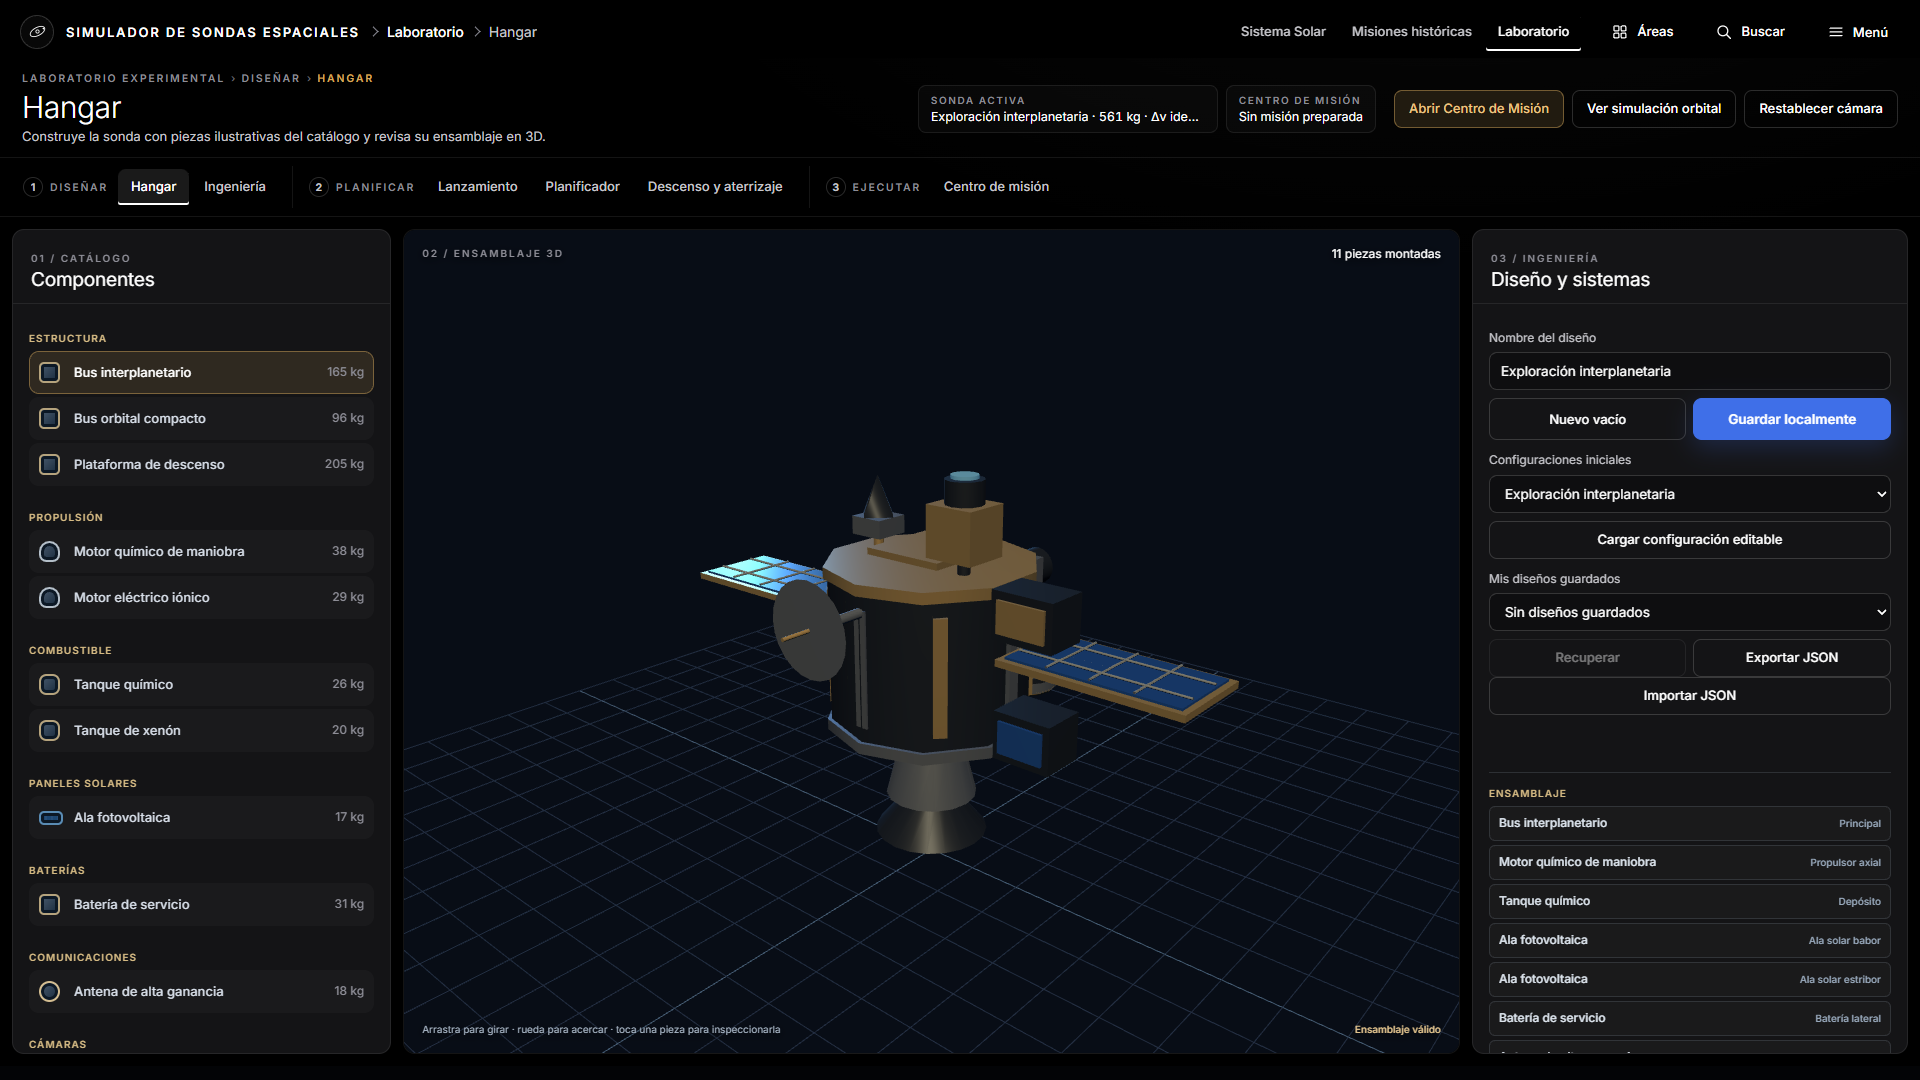 SIMULADOR DE SONDAS ESPACIALES > Laboratorio > Hangar
Sistema Solar
Misiones históricas
Laboratorio
Áreas
Buscar
Menú
LABORATORIO EXPERIMENTAL › DISEÑAR › HANGAR
Hangar
Construye la sonda con piezas ilustrativas del catálogo y revisa su ensamblaje en 3D.
SONDA ACTIVA
Exploración interplanetaria · 561 kg · Δv ide...
CENTRO DE MISIÓN
Sin misión preparada
Abrir Centro de Misión
Ver simulación orbital
Restablecer cámara
1 DISEÑAR
Hangar
Ingeniería
2 PLANIFICAR
Lanzamiento
Planificador
Descenso y aterrizaje
3 EJECUTAR
Centro de misión
01 / CATÁLOGO
Componentes
ESTRUCTURA
Bus interplanetario 165 kg
Bus orbital compacto 96 kg
Plataforma de descenso 205 kg
PROPULSIÓN
Motor químico de maniobra 38 kg
Motor eléctrico iónico 29 kg
COMBUSTIBLE
Tanque químico 26 kg
Tanque de xenón 20 kg
PANELES SOLARES
Ala fotovoltaica 17 kg
BATERÍAS
Batería de servicio 31 kg
COMUNICACIONES
Antena de alta ganancia 18 kg
CÁMARAS
02 / ENSAMBLAJE 3D
11 piezas montadas
Arrastra para girar · rueda para acercar · toca una pieza para inspeccionarla
Ensamblaje válido
03 / INGENIERÍA
Diseño y sistemas
Nombre del diseño
Exploración interplanetaria
Nuevo vacío
Guardar localmente
Configuraciones iniciales
Exploración interplanetaria
Cargar configuración editable
Mis diseños guardados
Sin diseños guardados
Recuperar
Exportar JSON
Importar JSON
ENSAMBLAJE
Bus interplanetario Principal
Motor químico de maniobra Propulsor axial
Tanque químico Depósito
Ala fotovoltaica Ala solar babor
Ala fotovoltaica Ala solar estribor
Batería de servicio Batería lateral